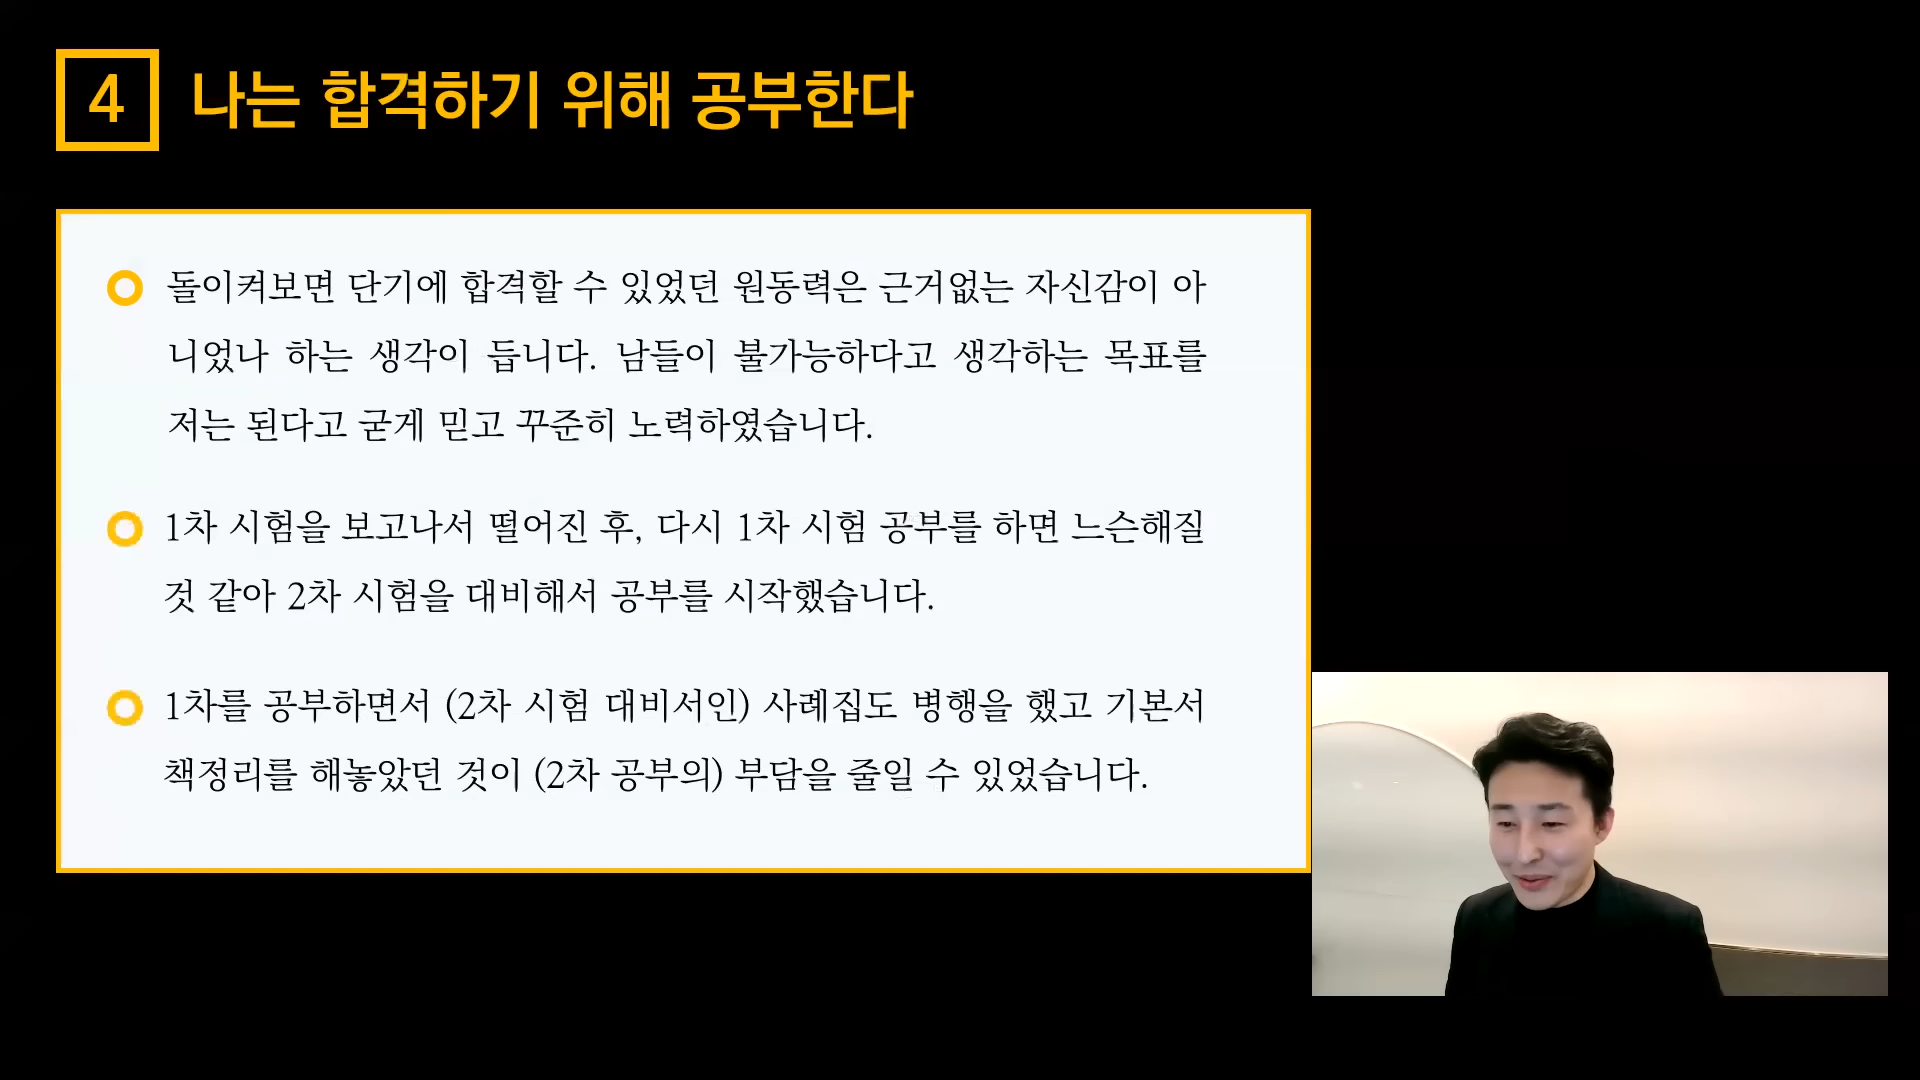 4 나는 합격하기 위해 공부한다
돌이켜보면 단기에 합격할 수 있었던 원동력은 근거없는 자신감이 아
니었나 하는 생각이 듭니다. 남들이 불가능하다고 생각하는 목표를
저는 된다고 굳게 믿고 꾸준히 노력하였습니다.
1차 시험을 보고나서 떨어진 후, 다시 1차 시험 공부를 하면 느슨해질
것 같아 2차 시험을 대비해서 공부를 시작했습니다.
1차를 공부하면서 (2차 시험 대비서인) 사례집도 병행을 했고 기본서
책정리를 해놓았던 것이 (2차 공부의) 부담을 줄일 수 있었습니다.